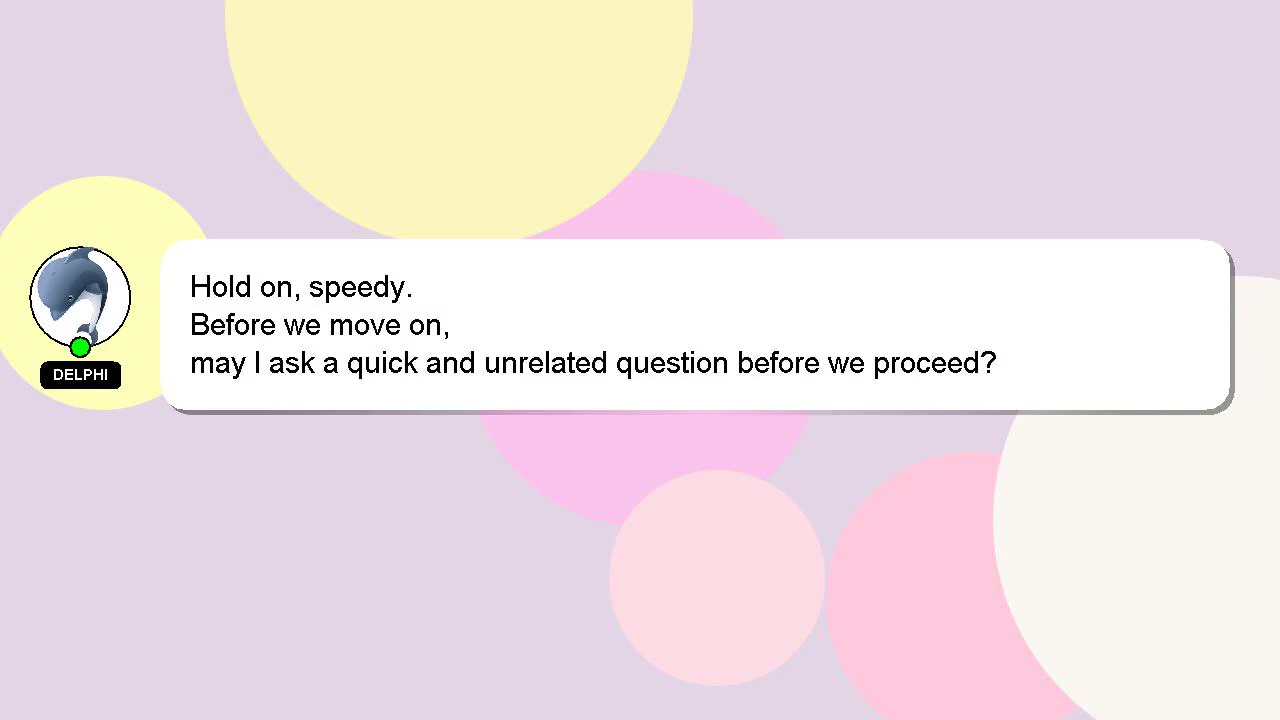 Hold on, speedy.
Before we move on,
may I ask a quick and unrelated question before we proceed?
DELPHI